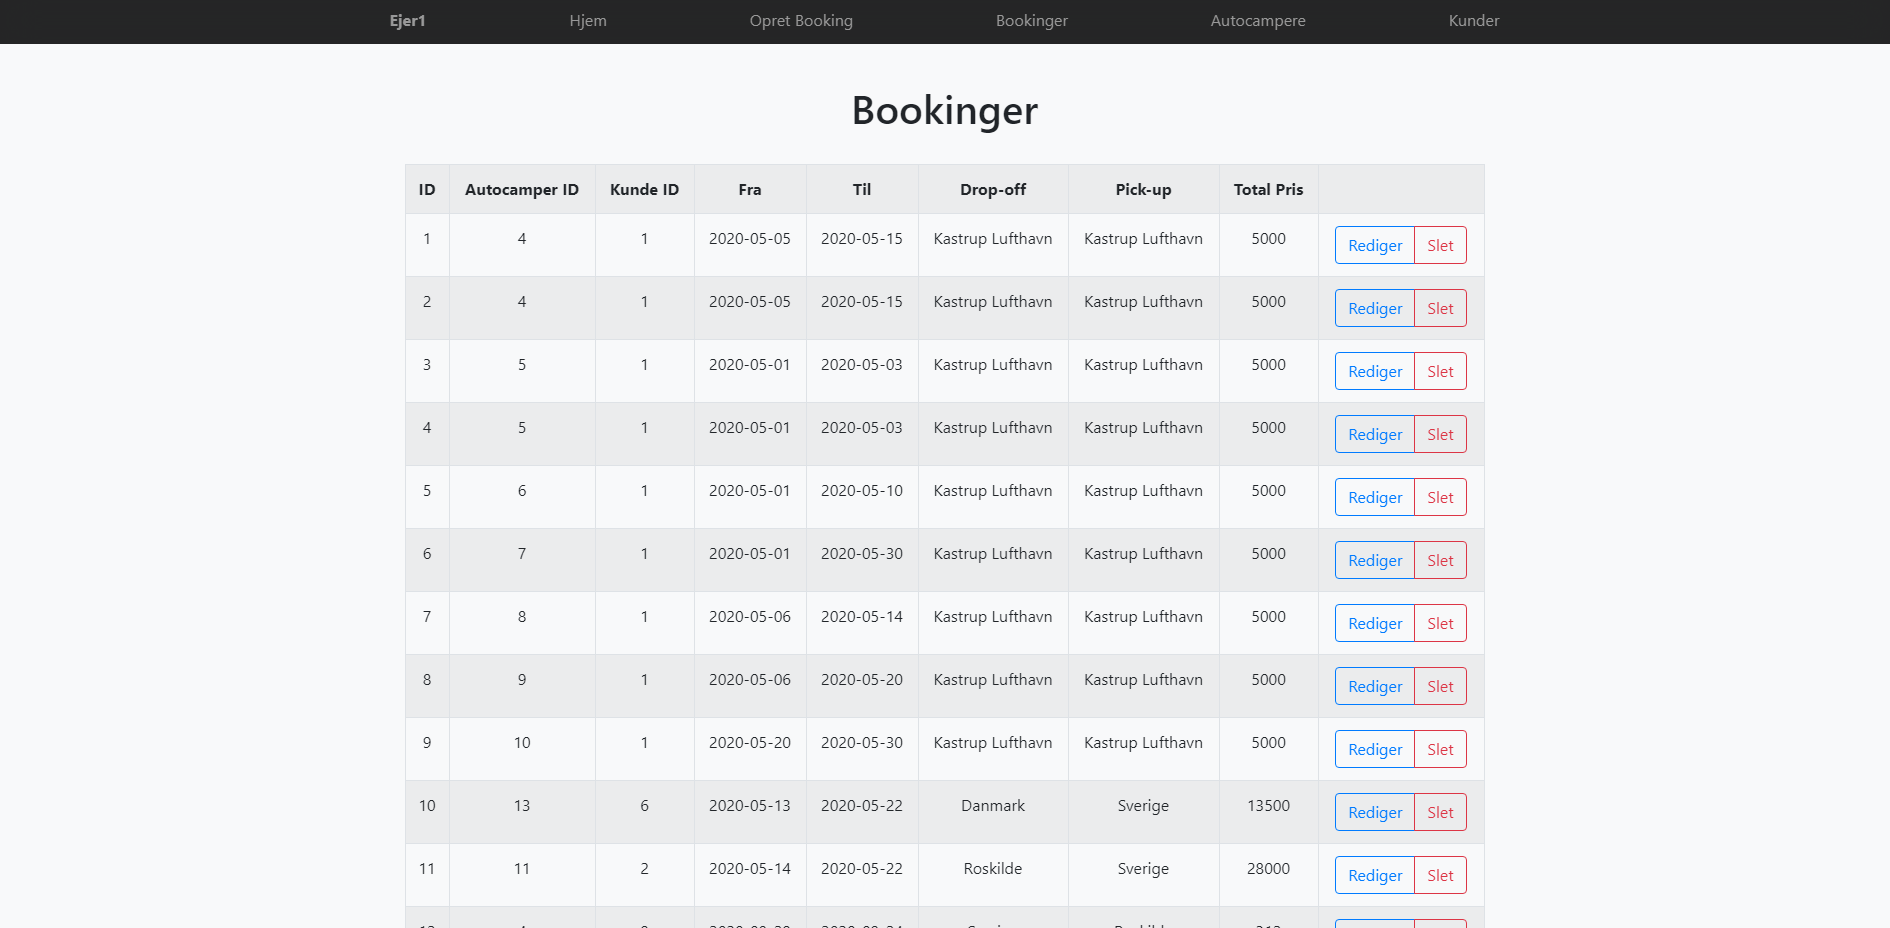 Ejer1 Hjem Opret Booking Bookinger Autocampere Kunder
Bookinger
ID Autocamper ID Kunde ID Fra Til Drop-off Pick-up Total Pris
1 4 1 2020-05-05 2020-05-15 Kastrup Lufthavn Kastrup Lufthavn 5000 Rediger Slet
2 4 1 2020-05-05 2020-05-15 Kastrup Lufthavn Kastrup Lufthavn 5000 Rediger Slet
3 5 1 2020-05-01 2020-05-03 Kastrup Lufthavn Kastrup Lufthavn 5000 Rediger Slet
4 5 1 2020-05-01 2020-05-03 Kastrup Lufthavn Kastrup Lufthavn 5000 Rediger Slet
5 6 1 2020-05-01 2020-05-10 Kastrup Lufthavn Kastrup Lufthavn 5000 Rediger Slet
6 7 1 2020-05-01 2020-05-30 Kastrup Lufthavn Kastrup Lufthavn 5000 Rediger Slet
7 8 1 2020-05-06 2020-05-14 Kastrup Lufthavn Kastrup Lufthavn 5000 Rediger Slet
8 9 1 2020-05-06 2020-05-20 Kastrup Lufthavn Kastrup Lufthavn 5000 Rediger Slet
9 10 1 2020-05-20 2020-05-30 Kastrup Lufthavn Kastrup Lufthavn 5000 Rediger Slet
10 13 6 2020-05-13 2020-05-22 Danmark Sverige 13500 Rediger Slet
11 11 2 2020-05-14 2020-05-22 Roskilde Sverige 28000 Rediger Slet